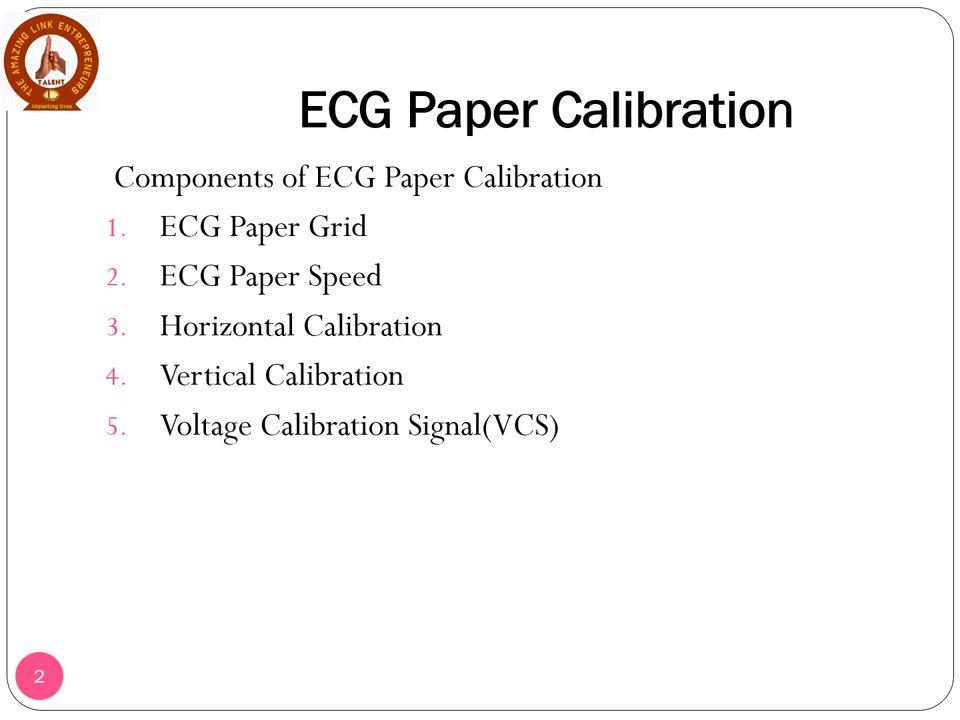 THE AMAZING LINK ENTREPRENEURS
TALENT
impacting lives
ECG Paper Calibration
Components of ECG Paper Calibration
1. ECG Paper Grid
2. ECG Paper Speed
3. Horizontal Calibration
4. Vertical Calibration
5. Voltage Calibration Signal(VCS)
2